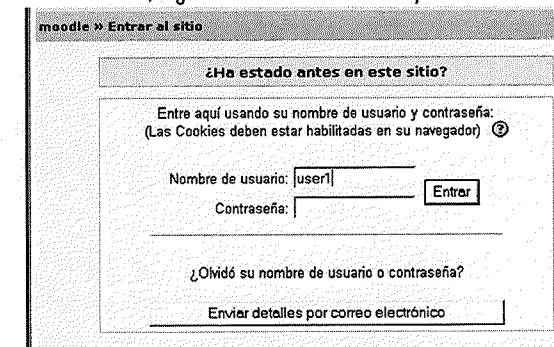 moodle » Entrar al sitio
¿Ha estado antes en este sitio?
Entre aquí usando su nombre de usuario y contraseña:
(Las Cookies deben estar habilitadas en su navegador) ?
Nombre de usuario: user1
Entrar
Contraseña:
¿Olvidó su nombre de usuario o contraseña?
Enviar detalles por correo electrónico